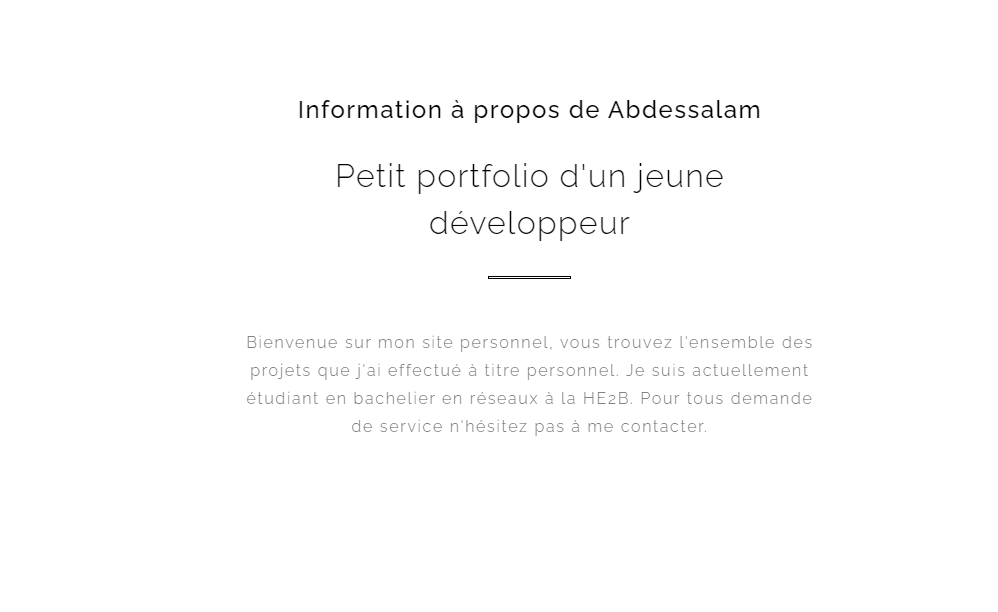 Information à propos de Abdessalam
Petit portfolio d'un jeune
développeur
Bienvenue sur mon site personnel, vous trouvez l'ensemble des
projets que j'ai effectué à titre personnel. Je suis actuellement
étudiant en bachelier en réseaux à la HE2B. Pour tous demande
de service n'hésitez pas à me contacter.